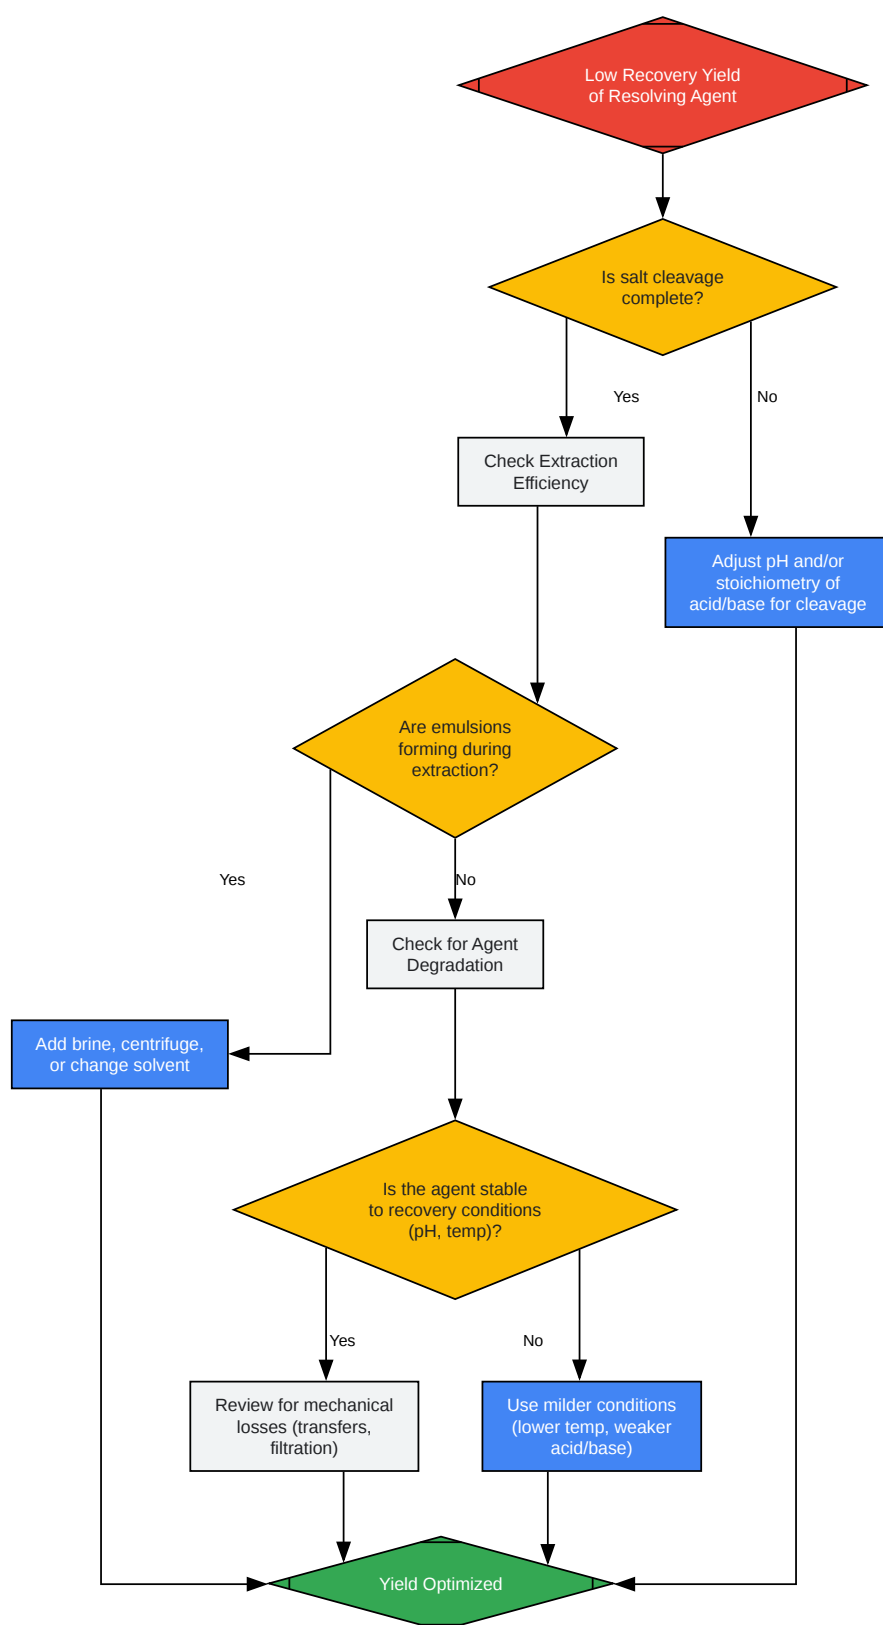 Low Recovery Yield
of Resolving Agent
Is salt cleavage
complete?
Yes
No
Check Extraction
Efficiency
Adjust pH and/or
stoichiometry of
acid/base for cleavage
Are emulsions
forming during
extraction?
Yes
No
Check for Agent
Degradation
Add brine, centrifuge,
or change solvent
Is the agent stable
to recovery conditions
(pH, temp)?
Yes
No
Review for mechanical
losses (transfers,
filtration)
Use milder conditions
(lower temp, weaker
acid/base)
Yield Optimized